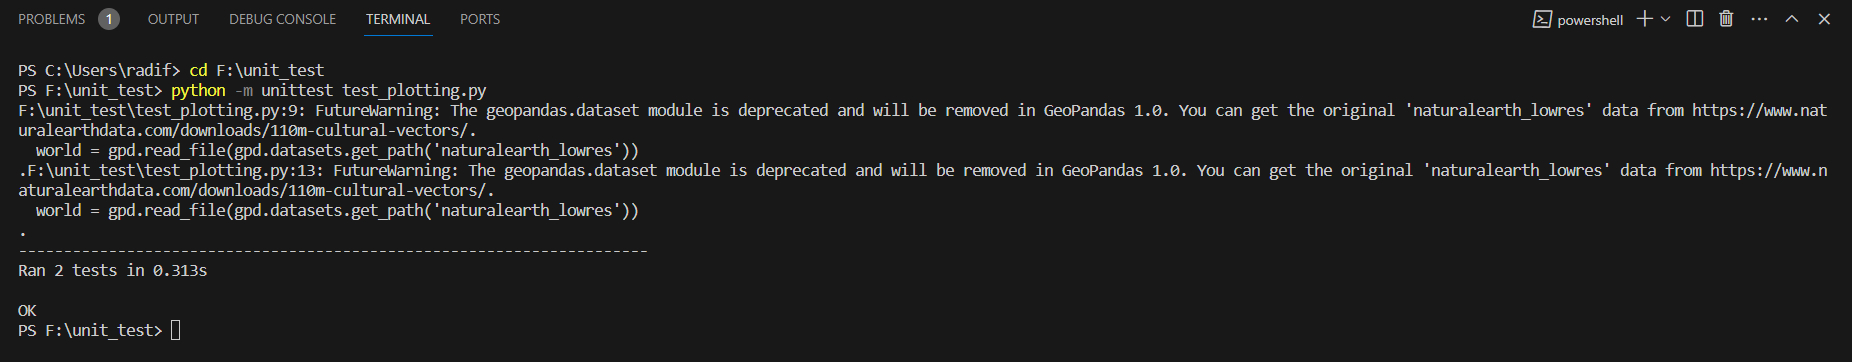 PROBLEMS 1 OUTPUT DEBUG CONSOLE TERMINAL PORTS powershell
PS C:\Users\radif> cd F:\unit_test
PS F:\unit_test> python -m unittest test_plotting.py
F:\unit_test\test_plotting.py:9: FutureWarning: The geopandas.dataset module is deprecated and will be removed in GeoPandas 1.0. You can get the original 'naturalearth_lowres' data from https://www.nat
uralearthdata.com/downloads/110m-cultural-vectors/.
  world = gpd.read_file(gpd.datasets.get_path('naturalearth_lowres'))
.F:\unit_test\test_plotting.py:13: FutureWarning: The geopandas.dataset module is deprecated and will be removed in GeoPandas 1.0. You can get the original 'naturalearth_lowres' data from https://www.n
aturalearthdata.com/downloads/110m-cultural-vectors/.
  world = gpd.read_file(gpd.datasets.get_path('naturalearth_lowres'))
.
----------------------------------------------------------------------
Ran 2 tests in 0.313s
OK
PS F:\unit_test>